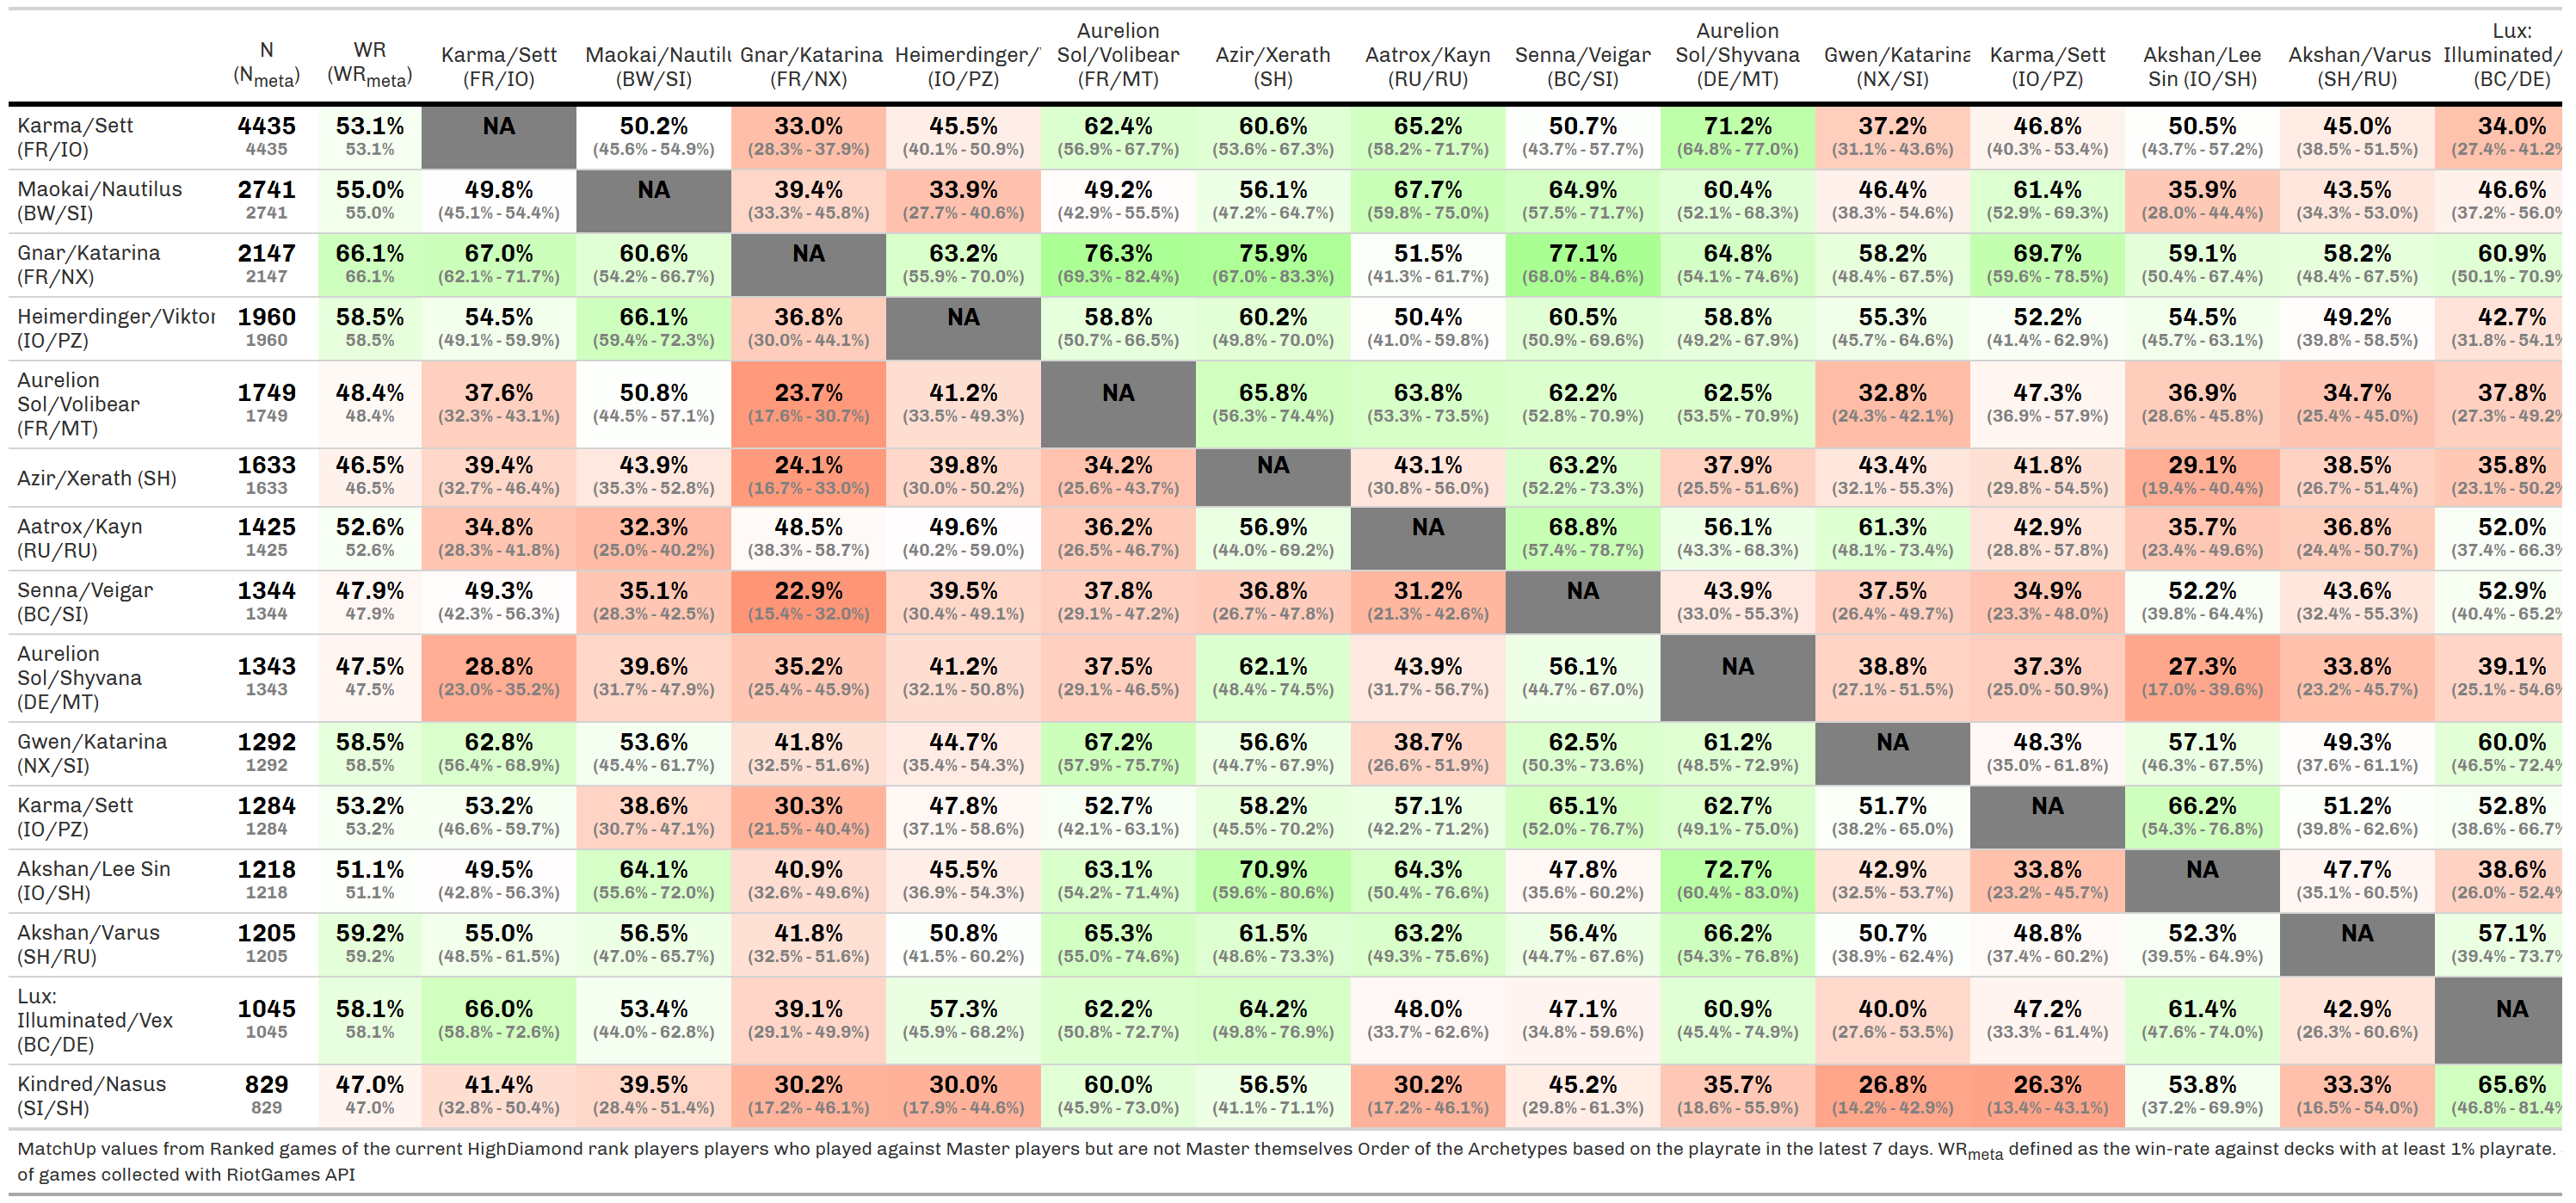 N (Nmeta) WR (WRmeta) Karma/Sett (FR/IO) Maokai/Nautilu (BW/SI) Gnar/Katarina (FR/NX) Heimerdinger/ (IO/PZ) Aurelion Sol/Volibear (FR/MT) Azir/Xerath (SH) Aatrox/Kayn (RU/RU) Senna/Veigar (BC/SI) Aurelion Sol/Shyvana (DE/MT) Gwen/Katarina (NX/SI) Karma/Sett (IO/PZ) Akshan/Lee Sin (IO/SH) Akshan/Varus (SH/RU) Lux: Illuminated/ (BC/DE)
Karma/Sett 4435 53.1% NA 50.2% 33.0% 45.5% 62.4% 60.6% 65.2% 50.7% 71.2% 37.2% 46.8% 50.5% 45.0% 34.0%
(FR/IO) 4435 53.1% (45.6% - 54.9%) (28.3% - 37.9%) (40.1% - 50.9%) (56.9% - 67.7%) (53.6% - 67.3%) (58.2% - 71.7%) (43.7% - 57.7%) (64.8% - 77.0%) (31.1% - 43.6%) (40.3% - 53.4%) (43.7% - 57.2%) (38.5% - 51.5%) (27.4% - 41.2%
Maokai/Nautilus 2741 55.0% 49.8% NA 39.4% 33.9% 49.2% 56.1% 67.7% 64.9% 60.4% 46.4% 61.4% 35.9% 43.5% 46.6%
(BW/SI) 2741 55.0% (45.1% - 54.4%) (33.3% - 45.8%) (27.7% - 40.6%) (42.9% - 55.5%) (47.2% - 64.7%) (59.8% - 75.0%) (57.5% - 71.7%) (52.1% - 68.3%) (38.3% - 54.6%) (52.9% - 69.3%) (28.0% - 44.4%) (34.3% - 53.0%) (37.2% - 56.0%
Gnar/Katarina 2147 66.1% 67.0% 60.6% NA 63.2% 76.3% 75.9% 51.5% 77.1% 64.8% 58.2% 69.7% 59.1% 58.2% 60.9%
(FR/NX) 2147 66.1% (62.1% - 71.7%) (54.2% - 66.7%) (55.9% - 70.0%) (69.3% - 82.4%) (67.0% - 83.3%) (41.3% - 61.7%) (68.0% - 84.6%) (54.1% - 74.6%) (48.4% - 67.5%) (59.6% - 78.5%) (50.4% - 67.4%) (48.4% - 67.5%) (50.1% - 70.9%
Heimerdinger/Viktor 1960 58.5% 54.5% 66.1% 36.8% NA 58.8% 60.2% 50.4% 60.5% 58.8% 55.3% 52.2% 54.5% 49.2% 42.7%
(IO/PZ) 1960 58.5% (49.1% - 59.9%) (59.4% - 72.3%) (30.0% - 44.1%) (50.7% - 66.5%) (49.8% - 70.0%) (41.0% - 59.8%) (50.9% - 69.6%) (49.2% - 67.9%) (45.7% - 64.6%) (41.4% - 62.9%) (45.7% - 63.1%) (39.8% - 58.5%) (31.8% - 54.1%
Aurelion
Sol/Volibear 1749 48.4% 37.6% 50.8% 23.7% 41.2% NA 65.8% 63.8% 62.2% 62.5% 32.8% 47.3% 36.9% 34.7% 37.8%
(FR/MT) 1749 48.4% (32.3% - 43.1%) (44.5% - 57.1%) (17.6% - 30.7%) (33.5% - 49.3%) (56.3% - 74.4%) (53.3% - 73.5%) (52.8% - 70.9%) (53.5% - 70.9%) (24.3% - 42.1%) (36.9% - 57.9%) (28.6% - 45.8%) (25.4% - 45.0%) (27.3% - 49.2%
Azir/Xerath (SH) 1633 46.5% 39.4% 43.9% 24.1% 39.8% 34.2% NA 43.1% 63.2% 37.9% 43.4% 41.8% 29.1% 38.5% 35.8%
1633 46.5% (32.7% - 46.4%) (35.3% - 52.8%) (16.7% - 33.0%) (30.0% - 50.2%) (25.6% - 43.7%) (30.8% - 56.0%) (52.2% - 73.3%) (25.5% - 51.6%) (32.1% - 55.3%) (29.8% - 54.5%) (19.4% - 40.4%) (26.7% - 51.4%) (23.1% - 50.2%
Aatrox/Kayn 1425 52.6% 34.8% 32.3% 48.5% 49.6% 36.2% 56.9% NA 68.8% 56.1% 61.3% 42.9% 35.7% 36.8% 52.0%
(RU/RU) 1425 52.6% (28.3% - 41.8%) (25.0% - 40.2%) (38.3% - 58.7%) (40.2% - 59.0%) (26.5% - 46.7%) (44.0% - 69.2%) (57.4% - 78.7%) (43.3% - 68.3%) (48.1% - 73.4%) (28.8% - 57.8%) (23.4% - 49.6%) (24.4% - 50.7%) (37.4% - 66.3%
Senna/Veigar 1344 47.9% 49.3% 35.1% 22.9% 39.5% 37.8% 36.8% 31.2% NA 43.9% 37.5% 34.9% 52.2% 43.6% 52.9%
(BC/SI) 1344 47.9% (42.3% - 56.3%) (28.3% - 42.5%) (15.4% - 32.0%) (30.4% - 49.1%) (29.1% - 47.2%) (26.7% - 47.8%) (21.3% - 42.6%) (33.0% - 55.3%) (26.4% - 49.7%) (23.3% - 48.0%) (39.8% - 64.4%) (32.4% - 55.3%) (40.4% - 65.2%
Aurelion
Sol/Shyvana 1343 47.5% 28.8% 39.6% 35.2% 41.2% 37.5% 62.1% 43.9% 56.1% NA 38.8% 37.3% 27.3% 33.8% 39.1%
(DE/MT) 1343 47.5% (23.0% - 35.2%) (31.7% - 47.9%) (25.4% - 45.9%) (32.1% - 50.8%) (29.1% - 46.5%) (48.4% - 74.5%) (31.7% - 56.7%) (44.7% - 67.0%) (27.1% - 51.5%) (25.0% - 50.9%) (17.0% - 39.6%) (23.2% - 45.7%) (25.1% - 54.6%
Gwen/Katarina 1292 58.5% 62.8% 53.6% 41.8% 44.7% 67.2% 56.6% 38.7% 62.5% 61.2% NA 48.3% 57.1% 49.3% 60.0%
(NX/SI) 1292 58.5% (56.4% - 68.9%) (45.4% - 61.7%) (32.5% - 51.6%) (35.4% - 54.3%) (57.9% - 75.7%) (44.7% - 67.9%) (26.6% - 51.9%) (50.3% - 73.6%) (48.5% - 72.9%) (35.0% - 61.8%) (46.3% - 67.5%) (37.6% - 61.1%) (46.5% - 72.4%
Karma/Sett 1284 53.2% 53.2% 38.6% 30.3% 47.8% 52.7% 58.2% 57.1% 65.1% 62.7% 51.7% NA 66.2% 51.2% 52.8%
(IO/PZ) 1284 53.2% (46.6% - 59.7%) (30.7% - 47.1%) (21.5% - 40.4%) (37.1% - 58.6%) (42.1% - 63.1%) (45.5% - 70.2%) (42.2% - 71.2%) (52.0% - 76.7%) (49.1% - 75.0%) (38.2% - 65.0%) (54.3% - 76.8%) (39.8% - 62.6%) (38.6% - 66.7%
Akshan/Lee Sin 1218 51.1% 49.5% 64.1% 40.9% 45.5% 63.1% 70.9% 64.3% 47.8% 72.7% 42.9% 33.8% NA 47.7% 38.6%
(IO/SH) 1218 51.1% (42.8% - 56.3%) (55.6% - 72.0%) (32.6% - 49.6%) (36.9% - 54.3%) (54.2% - 71.4%) (59.6% - 80.6%) (50.4% - 76.6%) (35.6% - 60.2%) (60.4% - 83.0%) (32.5% - 53.7%) (23.2% - 45.7%) (35.1% - 60.5%) (26.0% - 52.4%
Akshan/Varus 1205 59.2% 55.0% 56.5% 41.8% 50.8% 65.3% 61.5% 63.2% 56.4% 66.2% 50.7% 48.8% 52.3% NA 57.1%
(SH/RU) 1205 59.2% (48.5% - 61.5%) (47.0% - 65.7%) (32.5% - 51.6%) (41.5% - 60.2%) (55.0% - 74.6%) (48.6% - 73.3%) (49.3% - 75.6%) (44.7% - 67.6%) (54.3% - 76.8%) (38.9% - 62.4%) (37.4% - 60.2%) (39.5% - 64.9%) (39.4% - 73.7%
Lux:
Illuminated/Vex 1045 58.1% 66.0% 53.4% 39.1% 57.3% 62.2% 64.2% 48.0% 47.1% 60.9% 40.0% 47.2% 61.4% 42.9% NA
(BC/DE) 1045 58.1% (58.8% - 72.6%) (44.0% - 62.8%) (29.1% - 49.9%) (45.9% - 68.2%) (50.8% - 72.7%) (49.8% - 76.9%) (33.7% - 62.6%) (34.8% - 59.6%) (45.4% - 74.9%) (27.6% - 53.5%) (33.3% - 61.4%) (47.6% - 74.0%) (26.3% - 60.6%)
Kindred/Nasus 829 47.0% 41.4% 39.5% 30.2% 30.0% 60.0% 56.5% 30.2% 45.2% 35.7% 26.8% 26.3% 53.8% 33.3% 65.6%
(SI/SH) 829 47.0% (32.8% - 50.4%) (28.4% - 51.4%) (17.2% - 46.1%) (17.9% - 44.6%) (45.9% - 73.0%) (41.1% - 71.1%) (17.2% - 46.1%) (29.8% - 61.3%) (18.6% - 55.9%) (14.2% - 42.9%) (13.4% - 43.1%) (37.2% - 69.9%) (16.5% - 54.0%) (46.8% - 81.4%
MatchUp values from Ranked games of the current HighDiamond rank players players who played against Master players but are not Master themselves Order of the Archetypes based on the playrate in the latest 7 days. WRmeta defined as the win-rate against decks with at least 1% playrate.
of games collected with RiotGames API